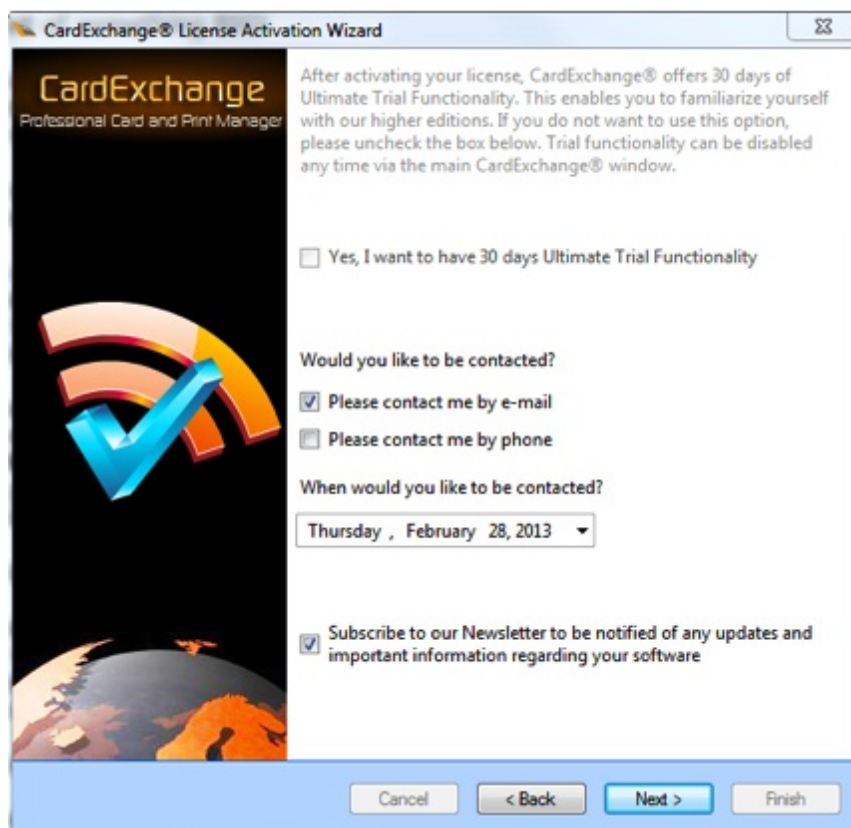 CardExchange® License Activation Wizard
CardExchange
Professional Card and Print Manager
After activating your license, CardExchange® offers 30 days of
Ultimate Trial Functionality. This enables you to familiarize yourself
with our higher editions. If you do not want to use this option,
please uncheck the box below. Trial functionality can be disabled
any time via the main CardExchange® window.
Yes, I want to have 30 days Ultimate Trial Functionality
Would you like to be contacted?
Please contact me by e-mail
Please contact me by phone
When would you like to be contacted?
Thursday , February 28, 2013
Subscribe to our Newsletter to be notified of any updates and
important information regarding your software
Cancel
< Back
Next >
Finish